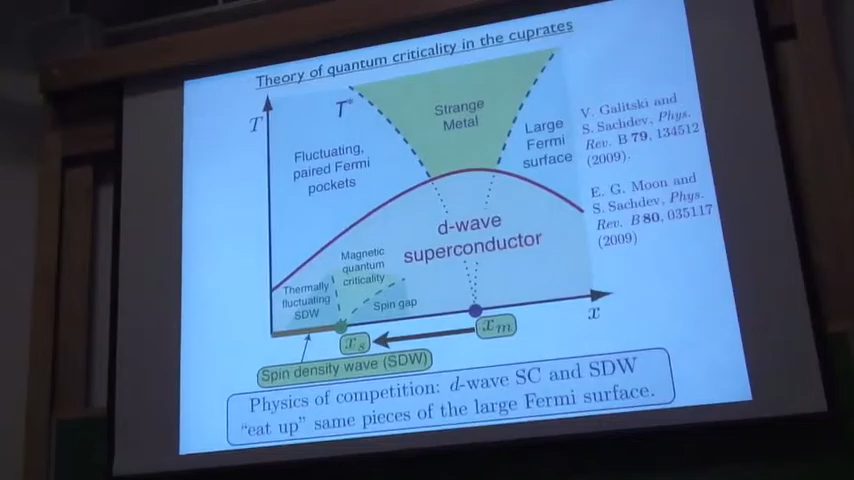 Theory of quantum criticality in the cuprates
T
T*
Strange
Metal
Fluctuating,
paired Fermi
pockets
Large
Fermi
surface
V. Galitski and
S. Sachdev, Phys.
Rev. B 79, 134512
(2009).
E. G. Moon and
S. Sachdev, Phys.
Rev. B 80, 035117
(2009)
d-wave
superconductor
Magnetic
quantum
criticality
Thermally
fluctuating
SDW
Spin gap
x
xs
xm
Spin density wave (SDW)
Physics of competition: d-wave SC and SDW
“eat up” same pieces of the large Fermi surface.